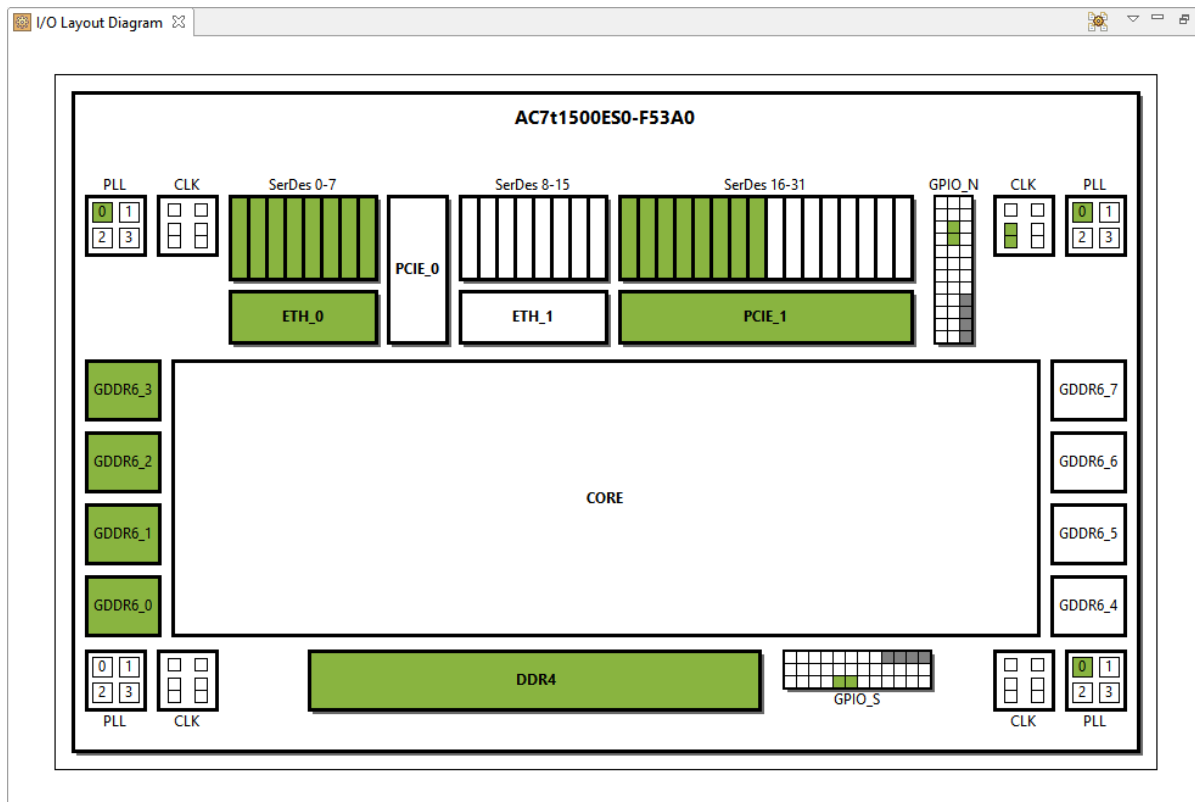 I/O Layout Diagram
AC7t1500ES0-F53A0
PLL CLK SerDes 0-7 SerDes 8-15 SerDes 16-31 GPIO_N CLK PLL
0 1 0 1
2 3 2 3
PCIE_0
ETH_0 ETH_1 PCIE_1
GDDR6_3 GDDR6_7
GDDR6_2 GDDR6_6
CORE
GDDR6_1 GDDR6_5
GDDR6_0 GDDR6_4
0 1 0 1
DDR4
2 3 2 3
GPIO_S
PLL CLK CLK PLL